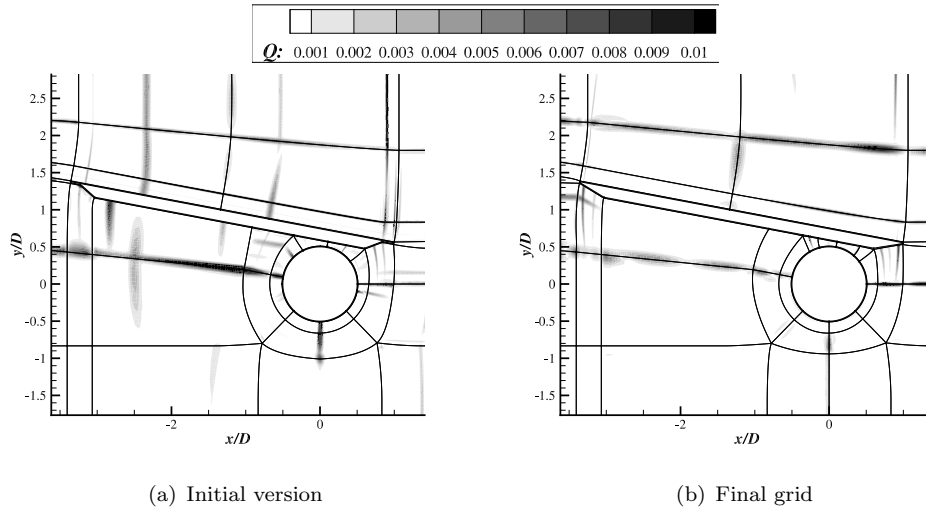 Q: 0.001 0.002 0.003 0.004 0.005 0.006 0.007 0.008 0.009 0.01
2.5 2.5
2 2
1.5 1.5
1 1
y/D 0.5 y/D 0.5
0 0
-0.5 -0.5
-1 -1
-1.5 -1.5
-2 0 -2 0
x/D x/D
(a) Initial version (b) Final grid